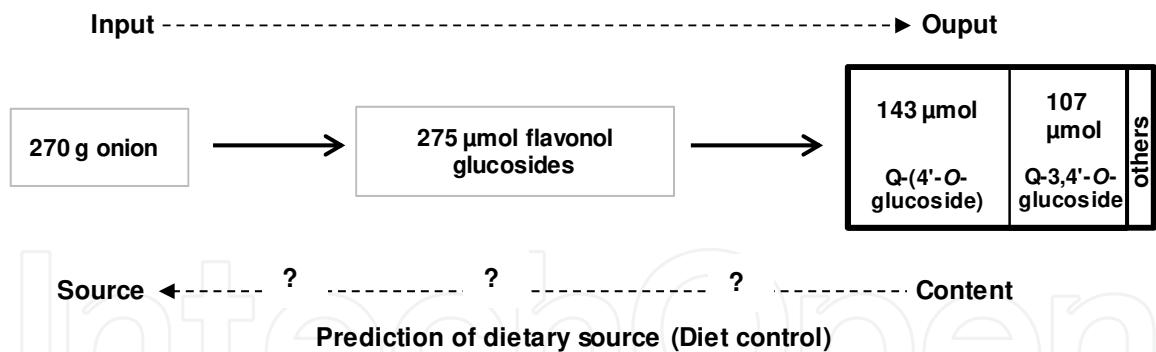 Input Ouput
270 g onion
275 µmol flavonol
glucosides
143 µmol
Q-(4'-O-
glucoside)
107
µmol
Q-3,4'-O-
glucoside
others
Source ? ? ? Content
Prediction of dietary source (Diet control)
IntechOpen